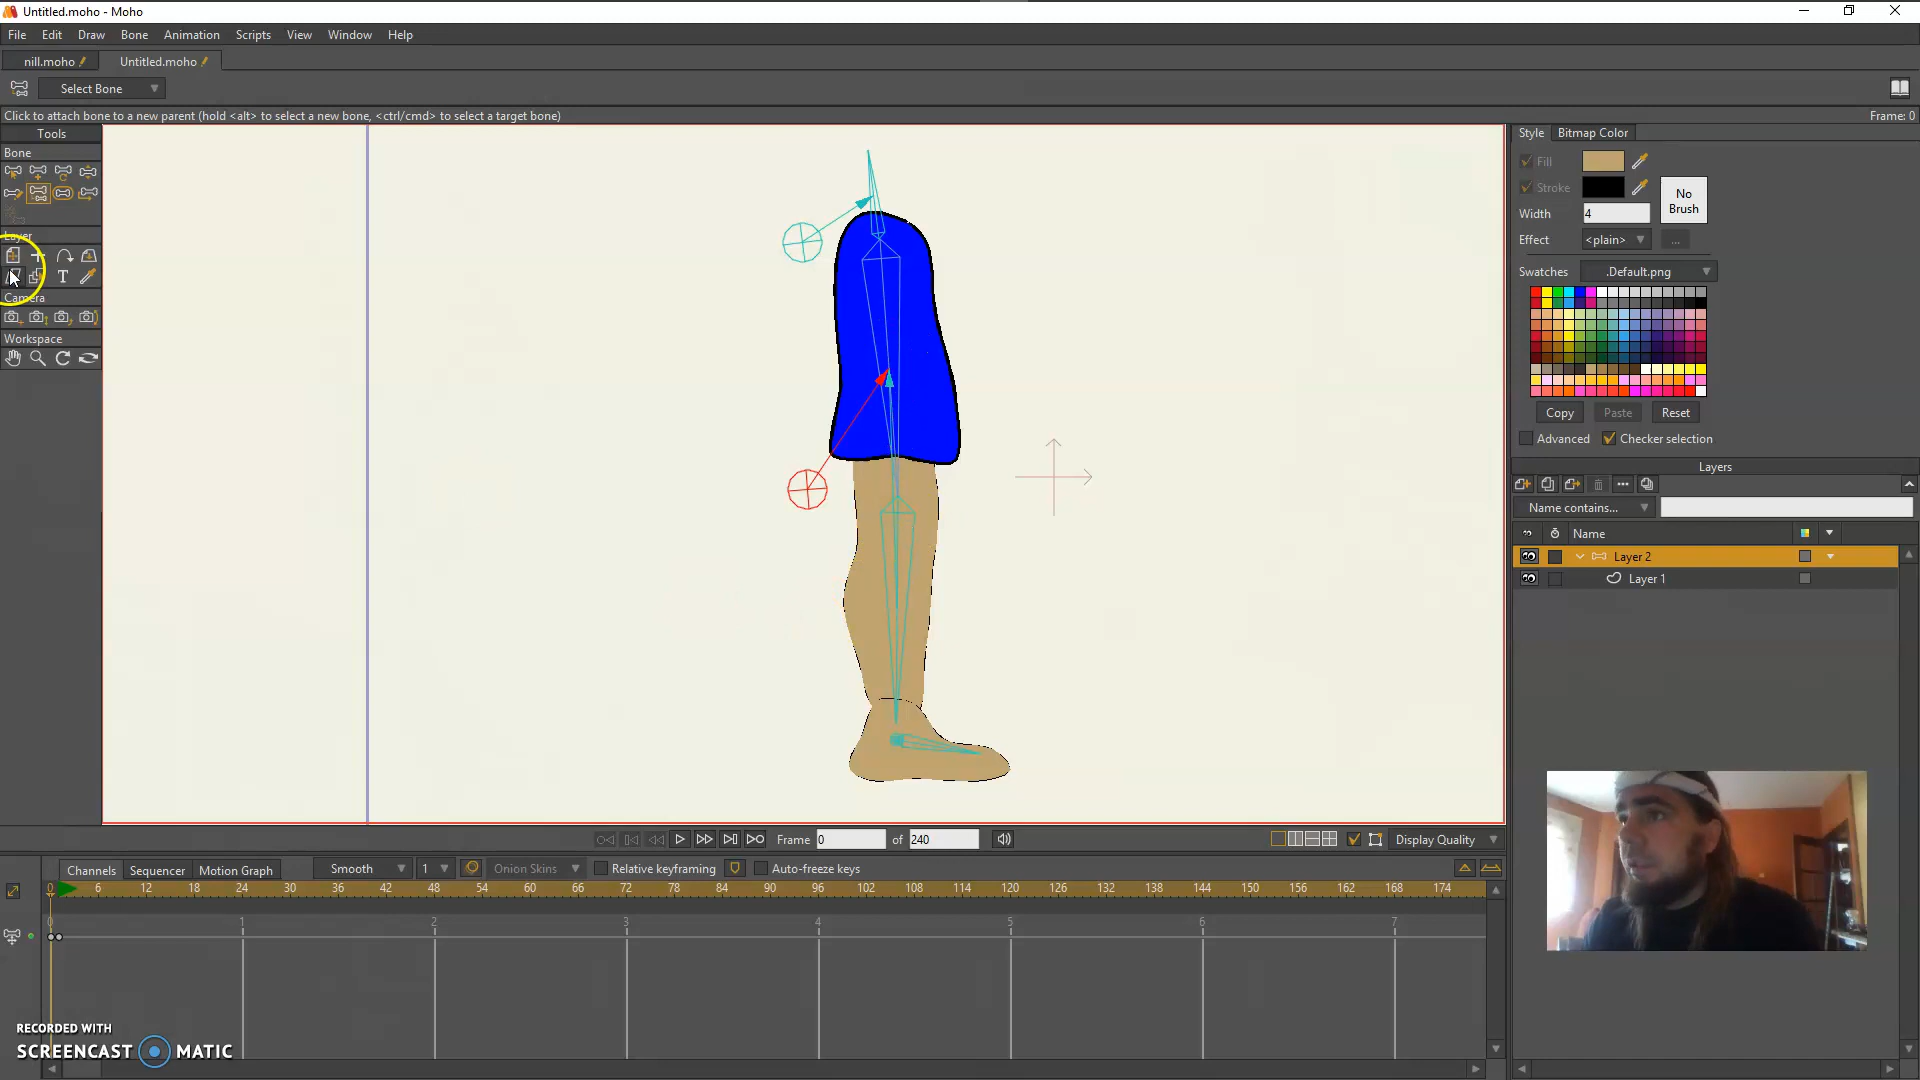 Untitled.moho - Moho
File Edit Draw Bone Animation Scripts View Window Help
nill.moho Untitled.moho
Select Bone
Click to attach bone to a new parent (hold <alt> to select a new bone, <ctrl/cmd> to select a target bone)
Frame: 0
Tools
Bone
Layer
Camera
Workspace
Style Bitmap Color
Fill
Stroke
No
Brush
Width 4
Effect <plain> ...
Swatches .Default.png
Copy Paste Reset
Advanced Checker selection
Layers
Name contains...
Name
Layer 2
Layer 1
Frame 0 of 240 Display Quality
Channels Sequencer Motion Graph Smooth 1 Onion Skins Relative keyframing Auto-freeze keys
0 6 12 18 24 30 36 42 48 54 60 66 72 78 84 90 96 102 108 114 120 126 132 138 144 150 156 162 168 174
0 1 2 3 4 5 6 7
RECORDED WITH
SCREENCAST MATIC